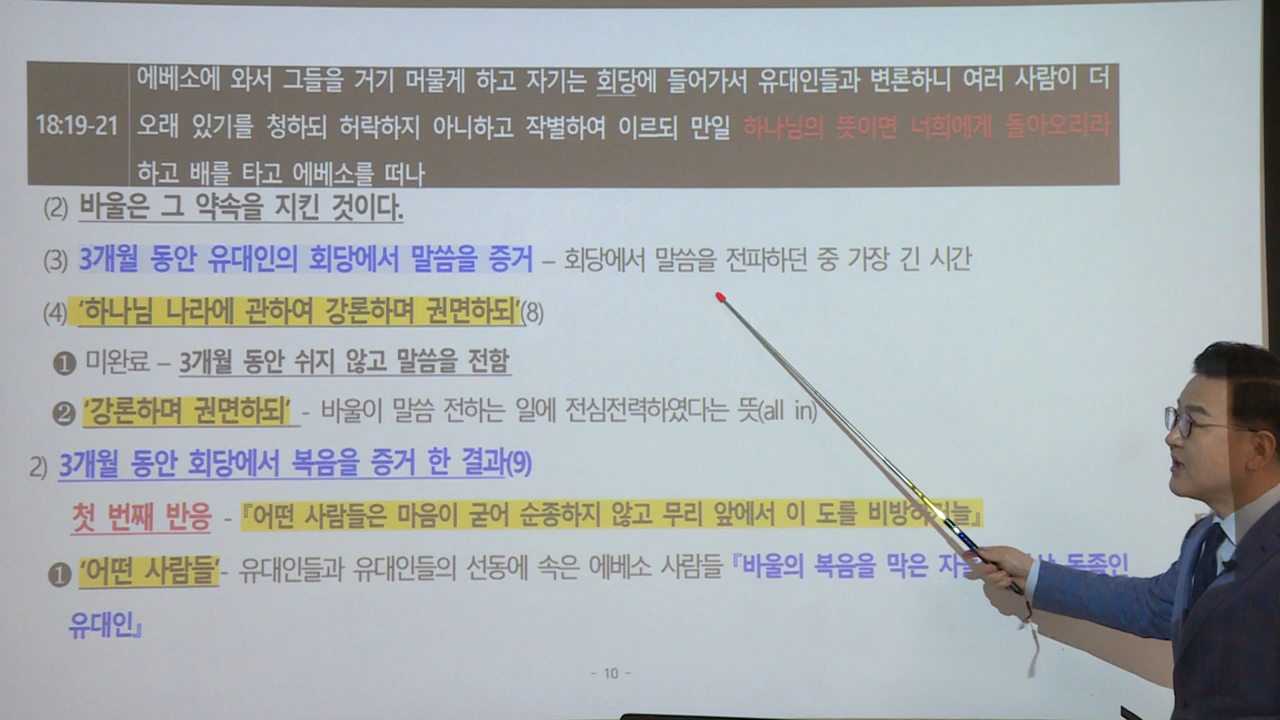 에베소에 와서 그들을 거기 머물게 하고 자기는 회당에 들어가서 유대인들과 변론하니 여러 사람이 더
18:19-21 오래 있기를 청하되 허락하지 아니하고 작별하여 이르되 만일 하나님의 뜻이면 너희에게 돌아오리라
하고 배를 타고 에베소를 떠나
(2) 바울은 그 약속을 지킨 것이다.
(3) 3개월 동안 유대인의 회당에서 말씀을 증거 – 회당에서 말씀을 전파하던 중 가장 긴 시간
(4) ‘하나님 나라에 관하여 강론하며 권면하되’(8)
❶ 미완료 – 3개월 동안 쉬지 않고 말씀을 전함
❷ ‘강론하며 권면하되’ - 바울이 말씀 전하는 일에 전심전력하였다는 뜻(all in)
2) 3개월 동안 회당에서 복음을 증거 한 결과(9)
첫 번째 반응 - 『어떤 사람들은 마음이 굳어 순종하지 않고 무리 앞에서 이 도를 비방하거늘』
❶ ‘어떤 사람들’- 유대인들과 유대인들의 선동에 속은 에베소 사람들 『바울의 복음을 막은 동족인
유대인』
- 10 -